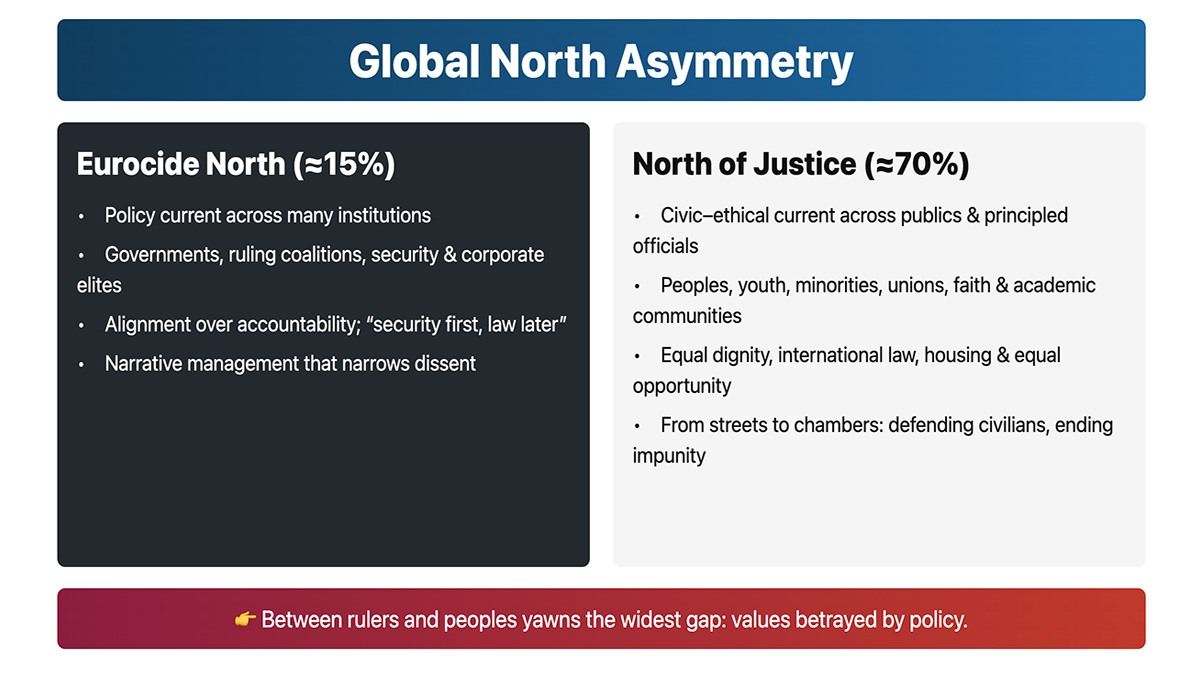 Global North Asymmetry
Eurocide North (≈15%)
• Policy current across many institutions
• Governments, ruling coalitions, security & corporate
elites
• Alignment over accountability; “security first, law later”
• Narrative management that narrows dissent
North of Justice (≈70%)
• Civic–ethical current across publics & principled
officials
• Peoples, youth, minorities, unions, faith & academic
communities
• Equal dignity, international law, housing & equal
opportunity
• From streets to chambers: defending civilians, ending
impunity
👉 Between rulers and peoples yawns the widest gap: values betrayed by policy.